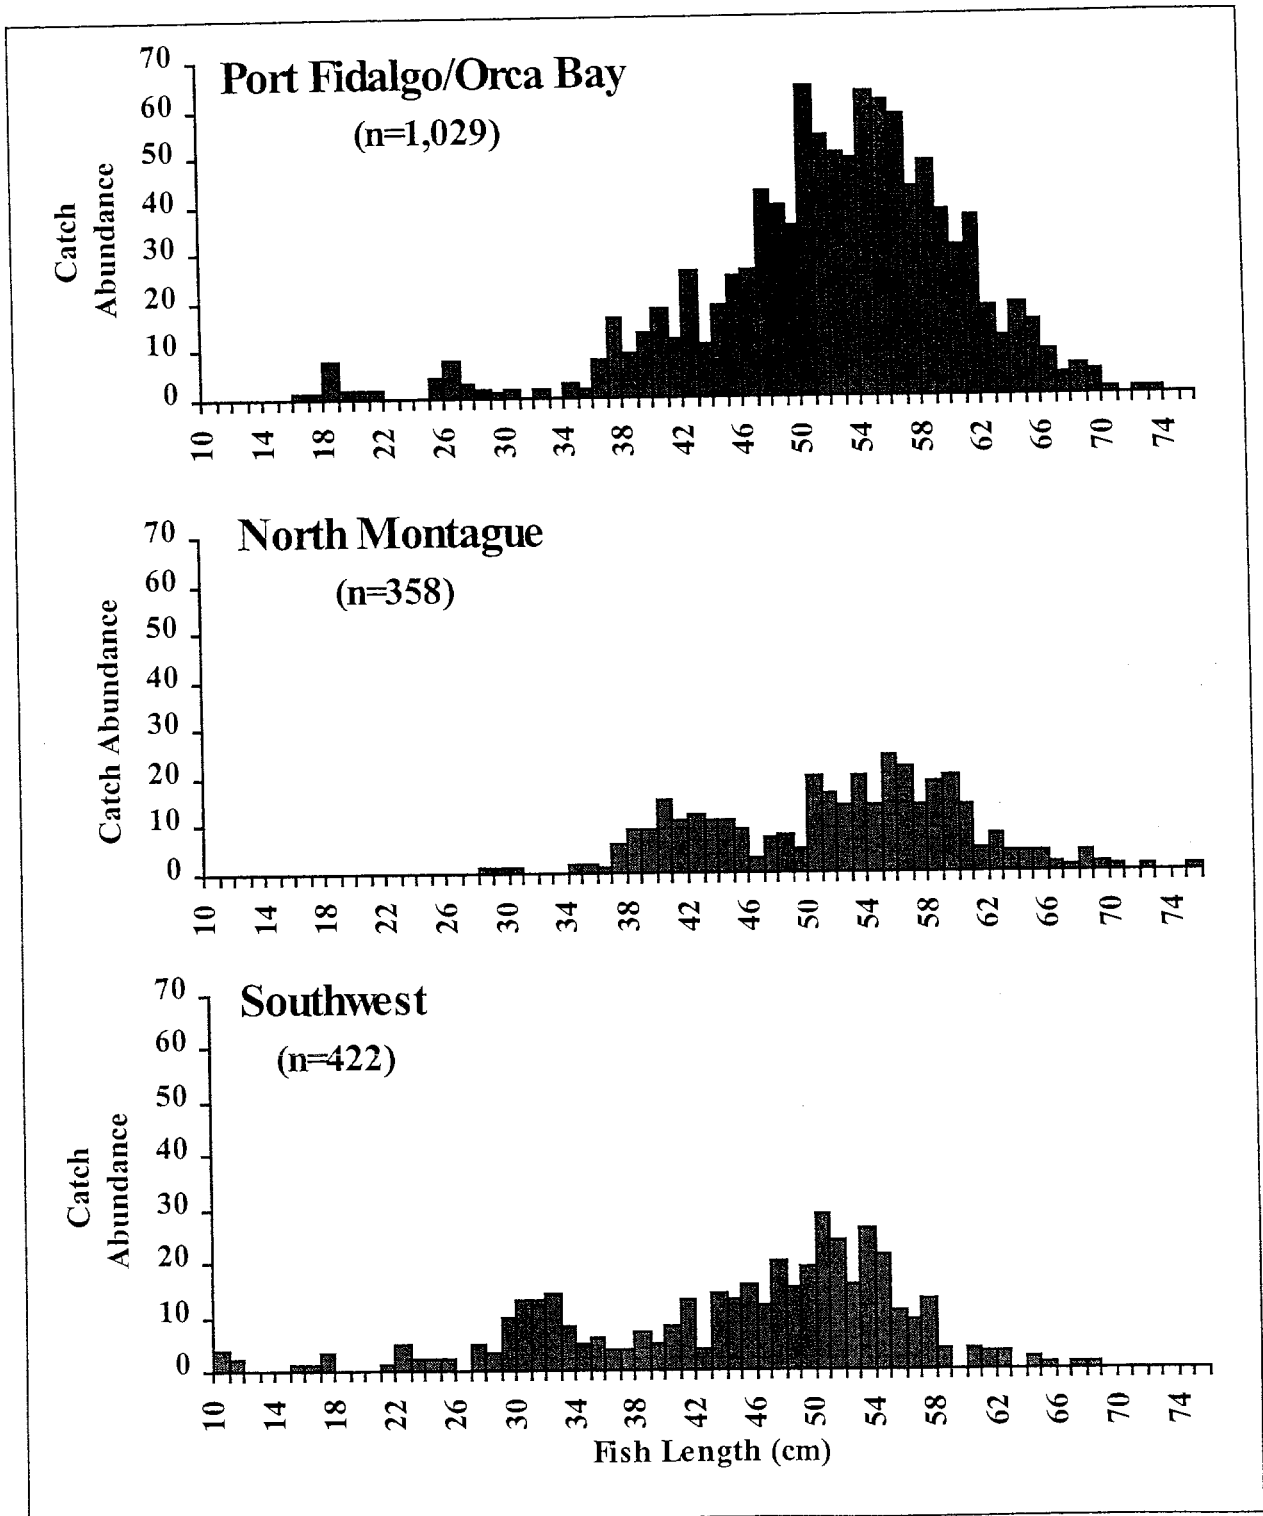 Port Fidalgo/Orca Bay
(n=1,029)
Catch
Abundance
70
60
50
40
30
20
10
0
10 14 18 22 26 30 34 38 42 46 50 54 58 62 66 70 74
North Montague
(n=358)
Catch Abundance
70
60
50
40
30
20
10
0
10 14 18 22 26 30 34 38 42 46 50 54 58 62 66 70 74
Southwest
(n=422)
Catch
Abundance
70
60
50
40
30
20
10
0
10 14 18 22 26 30 34 38 42 46 50 54 58 62 66 70 74
Fish Length (cm)